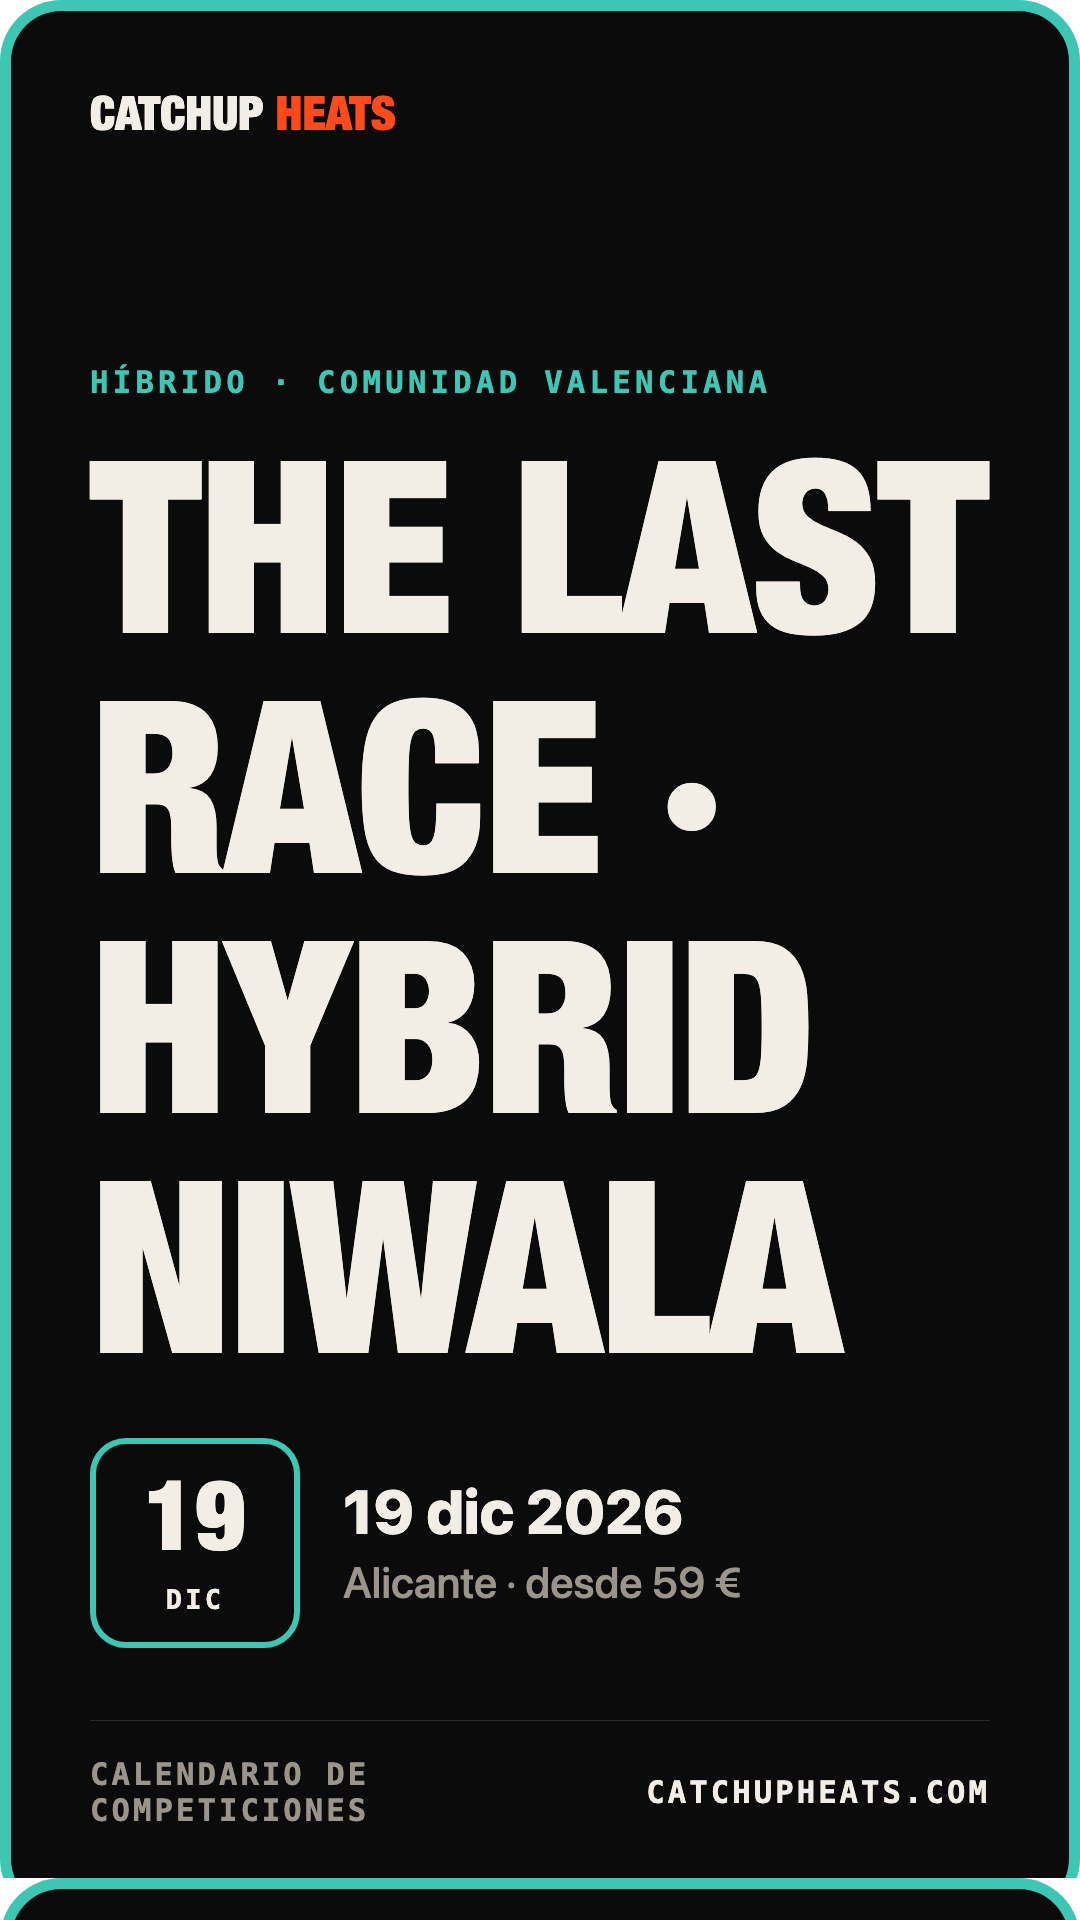 CATCHUP HEATS
HÍBRIDO · COMUNIDAD VALENCIANA
THE LAST
RACE ·
HYBRID
NIWALA
19
DIC
19 dic 2026
Alicante · desde 59 €
CALENDARIO DE
COMPETICIONES
CATCHUPHEATS.COM